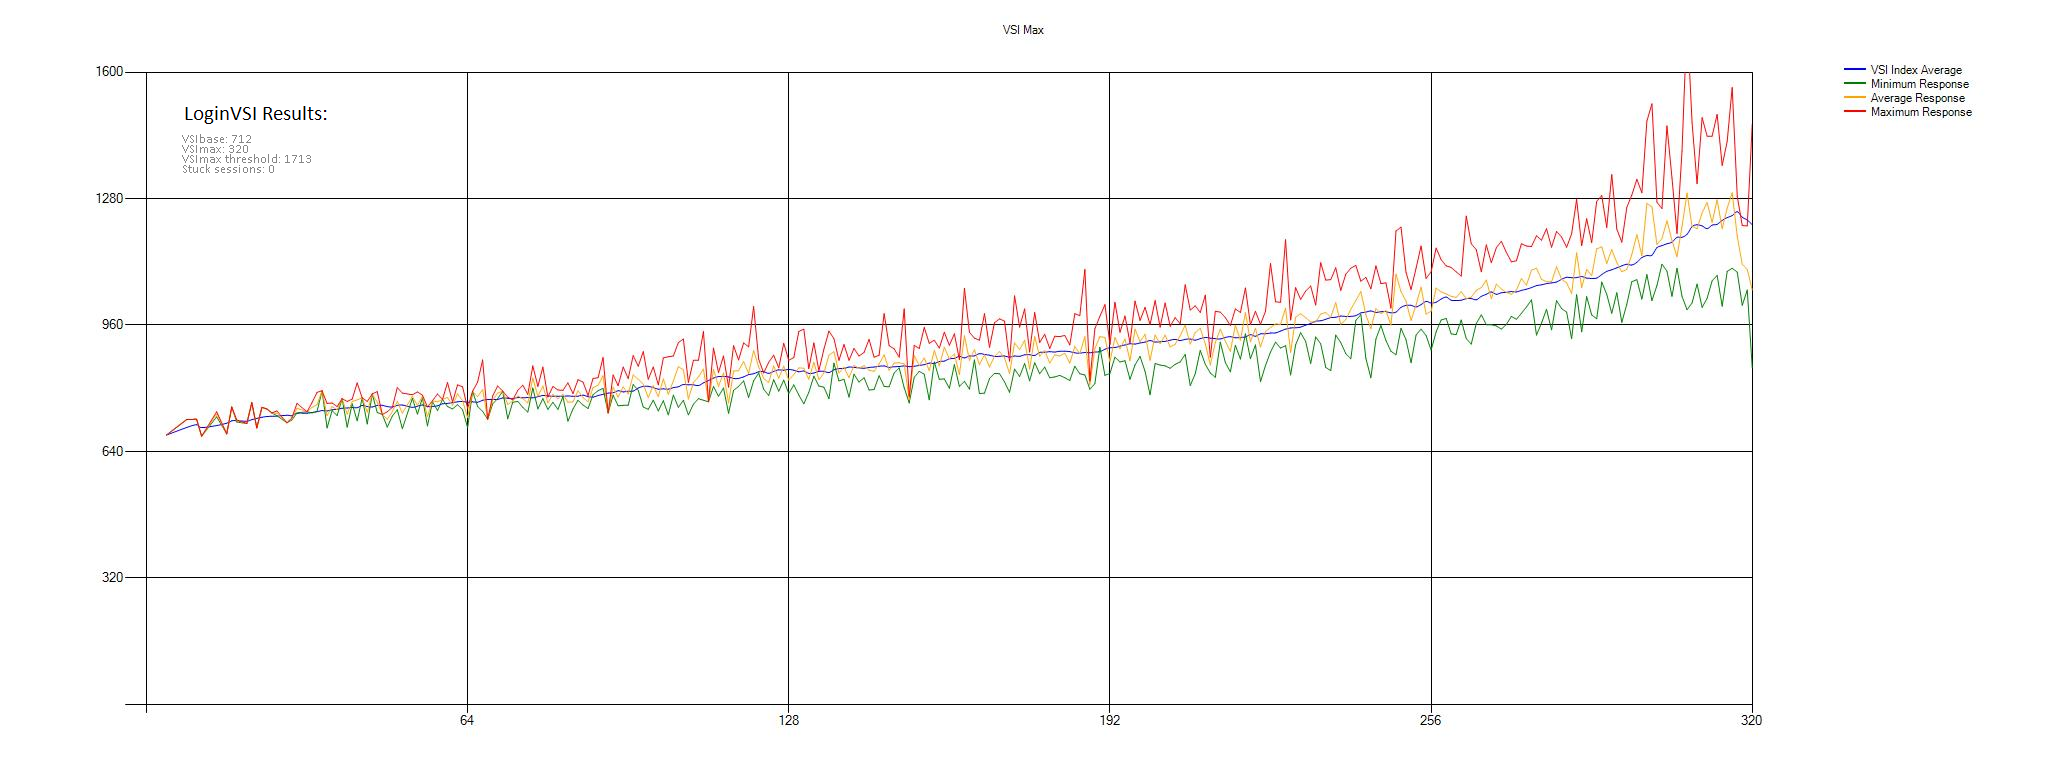 VSI Max
1600
1280
960
640
320
64
128
192
256
320
LoginVSI Results:
VSIbase: 712
VSImax: 320
VSImax threshold: 1713
Stuck sessions: 0
VSI Index Average
Minimum Response
Average Response
Maximum Response